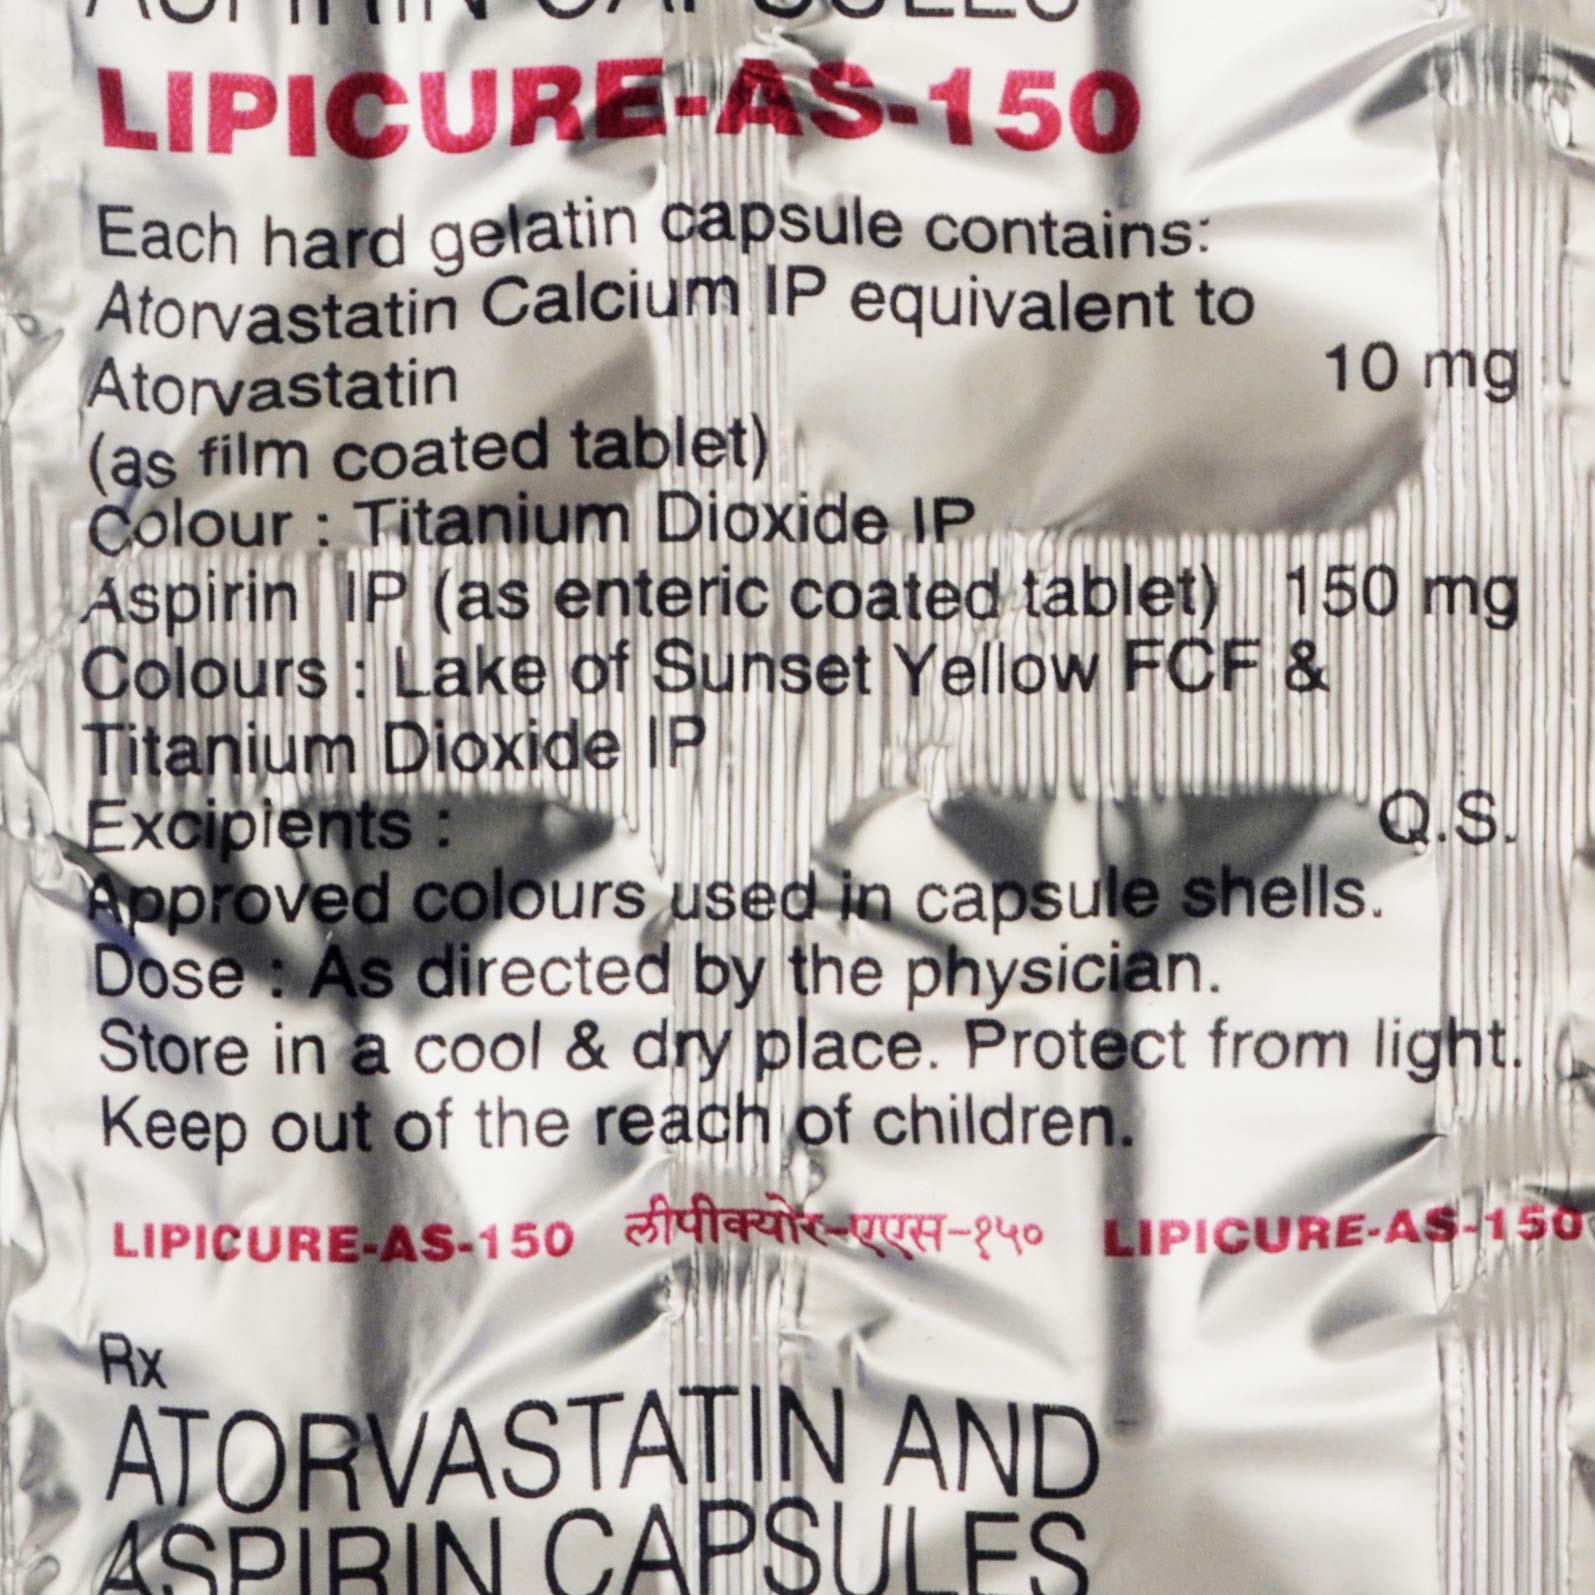 ASPIRIN CAPSULES
LIPICURE-AS-150
Each hard gelatin capsule contains:
Atorvastatin Calcium IP equivalent to
Atorvastatin 10 mg
(as film coated tablet)
Colour : Titanium Dioxide IP
Aspirin IP (as enteric coated tablet) 150 mg
Colours : Lake of Sunset Yellow FCF &
Titanium Dioxide IP
Excipients : Q.S.
Approved colours used in capsule shells.
Dose : As directed by the physician.
Store in a cool & dry place. Protect from light.
Keep out of the reach of children.
LIPICURE-AS-150 लीपीक्योर-एएस-१५० LIPICURE-AS-150
Rx
ATORVASTATIN AND
ASPIRIN CAPSULES